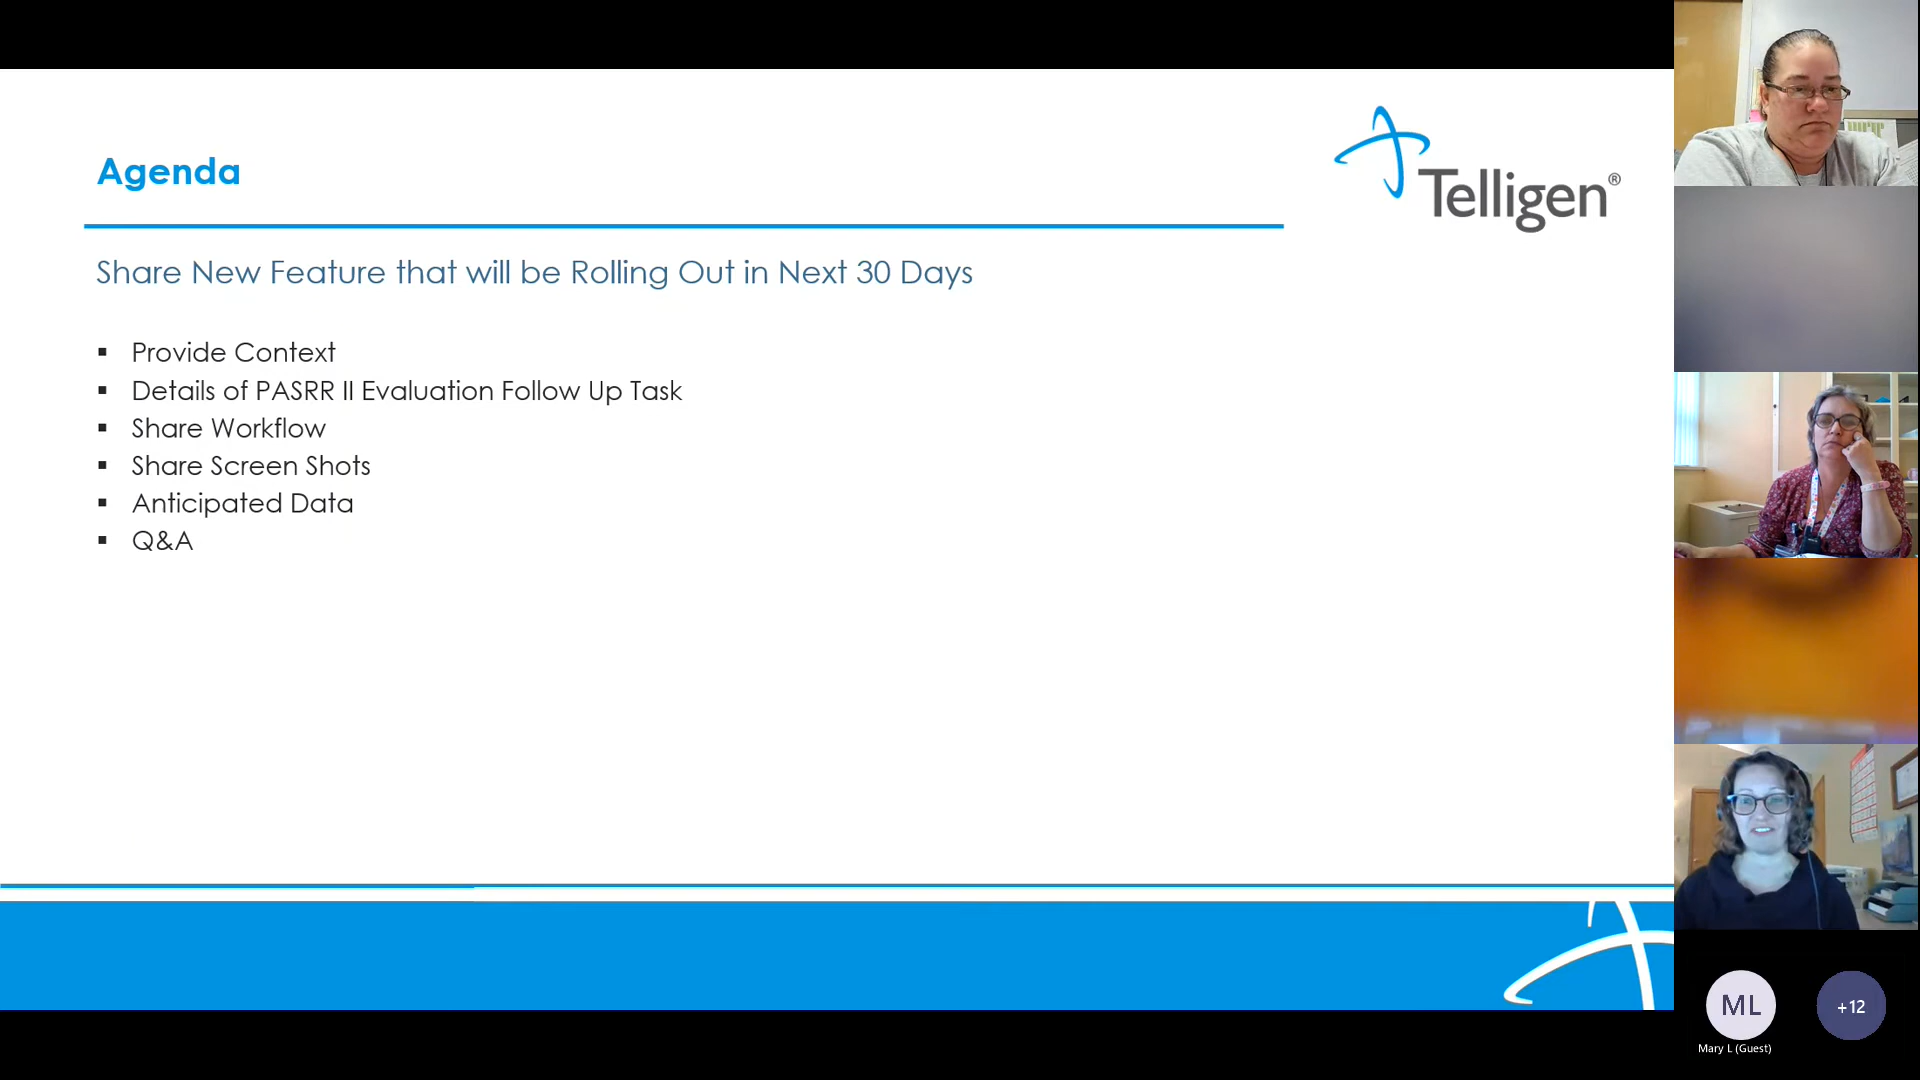 Agenda
Telligen®
Share New Feature that will be Rolling Out in Next 30 Days
▪ Provide Context
▪ Details of PASRR II Evaluation Follow Up Task
▪ Share Workflow
▪ Share Screen Shots
▪ Anticipated Data
▪ Q&A
ML
+12
Mary L (Guest)